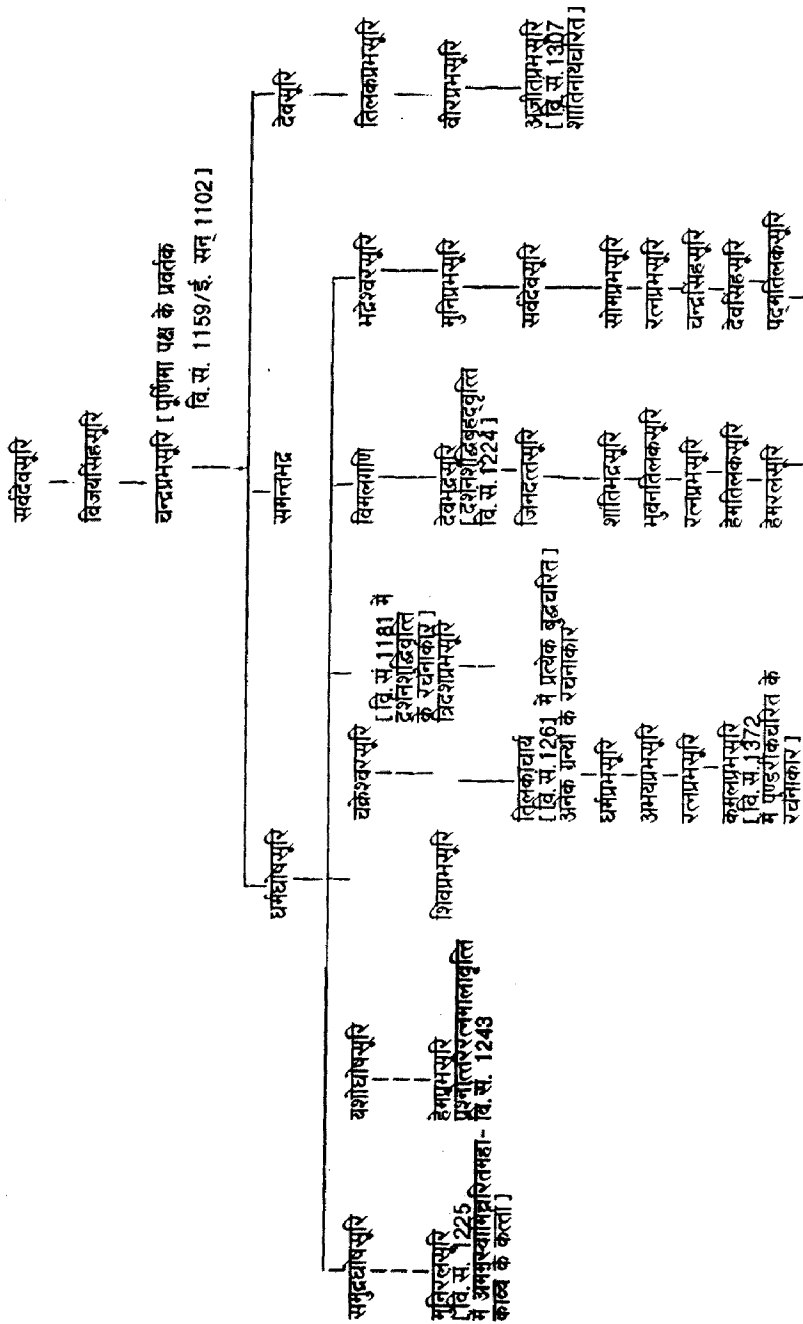 सर्वदेवसूरि
विजयसिंहसूरि
चन्द्रप्रभसूरि [ पूर्णिमा पक्ष के प्रवर्तक
वि. सं. 1159/ई. सन् 1102 ]
धर्मघोषसूरि
समन्तभद्र
देवसूरि
तिलकप्रभसूरि
वीरप्रभसूरि
अजीतप्रभसूरि
[ वि. सं. 1307
शांतिनाथचरित ]
समुद्रघोषसूरि
मुनिरत्नसूरि
[ वि. सं. 1225
में अममस्वामिचरितमहा-
काव्य के कर्त्ता ]
यशोघोषसूरि
हेमप्रभसूरि
प्रश्नोत्तररत्नमालावृत्ति
वि. सं. 1243
शिवप्रभसूरि
चक्रेश्वरसूरि
[ वि. सं. 1181 में
दर्शनशुद्धिवृत्ति
के रचनाकार ]
त्रिदशप्रभसूरि
तिलकाचार्य
[ वि. सं. 1261 में प्रत्येक बुद्धचरित ]
अनेक ग्रन्थों के रचनाकार
धर्मप्रभसूरि
अभयप्रभसूरि
रत्नप्रभसूरि
कमलप्रभसूरि
[ वि. सं. 1372
में पुण्डरीकचरित के
रचनाकार ]
विमलगणि
देवभद्रसूरि
[ दर्शनशुद्धिबृहद्वृत्ति
वि. सं. 1224 ]
जिनदत्तसूरि
शांतिभद्रसूरि
भुवनतिलकसूरि
रत्नप्रभसूरि
हेमतिलकसूरि
हेमरत्नसूरि
भद्रेश्वरसूरि
मुनिप्रभसूरि
सर्वदेवसूरि
सोमप्रभसूरि
रत्नप्रभसूरि
चन्द्रसिंहसूरि
देवसिंहसूरि
पद्मतिलकसूरि